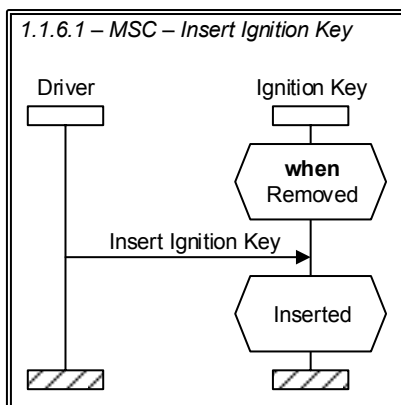 1.1.6.1 – MSC – Insert Ignition Key
Driver
Ignition Key
when
Removed
Insert Ignition Key
Inserted